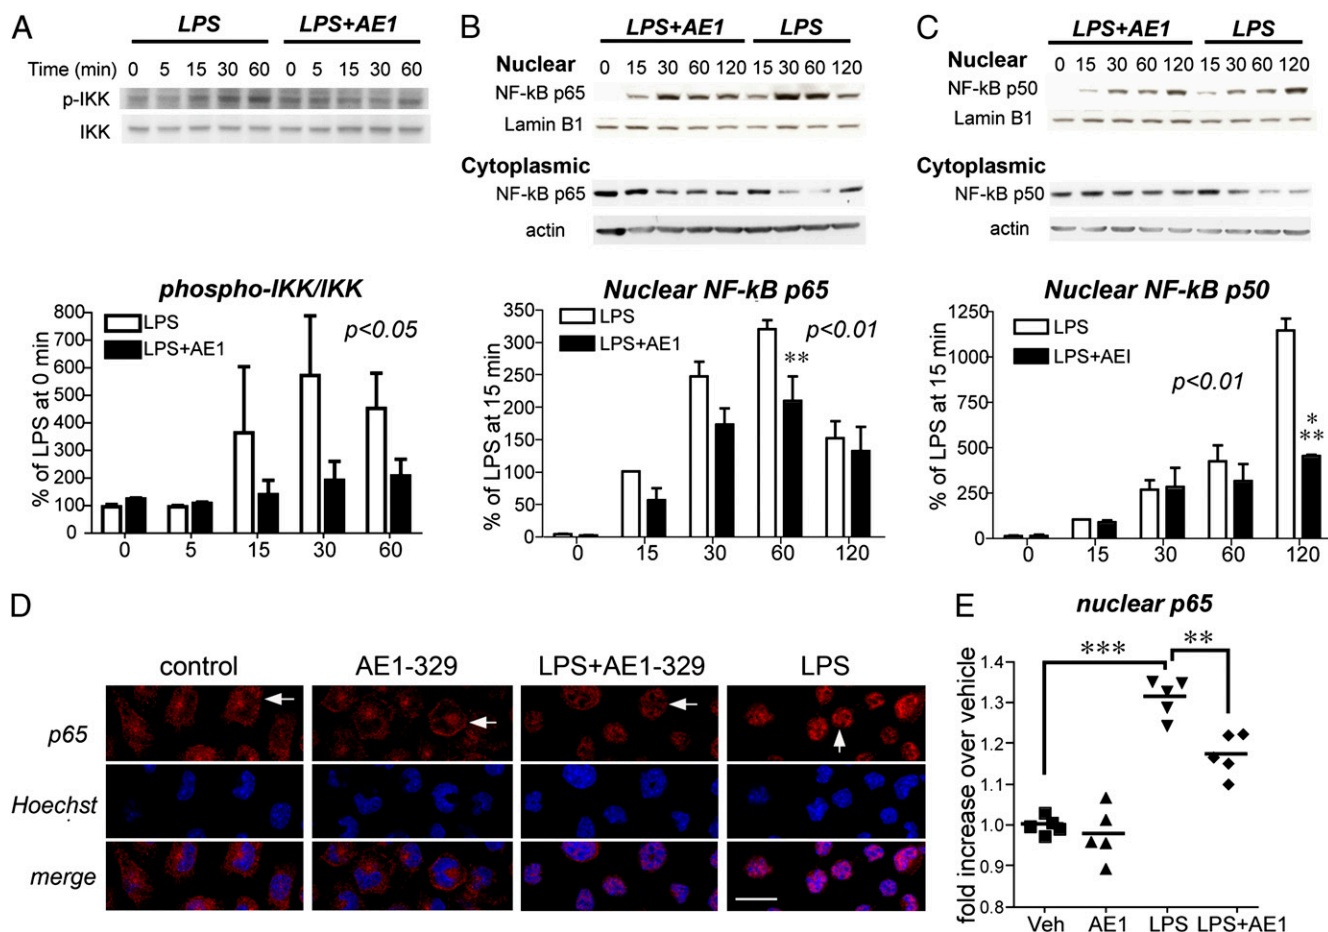 A
LPS LPS+AE1
Time (min) 0 5 15 30 60 0 5 15 30 60
p-IKK
IKK
phospho-IKK/IKK
% of LPS at 0 min
800
700
600
500
400
300
200
100
0
LPS
LPS+AE1
p<0.05
0 5 15 30 60
B
LPS+AE1 LPS
Nuclear 0 15 30 60 120 15 30 60 120
NF-kB p65
Lamin B1
Cytoplasmic
NF-kB p65
actin
Nuclear NF-kB p65
% of LPS at 15 min
350
300
250
200
150
100
50
0
LPS
LPS+AE1
p<0.01
**
0 15 30 60 120
C
LPS+AE1 LPS
Nuclear 0 15 30 60 120 15 30 60 120
NF-kB p50
Lamin B1
Cytoplasmic
NF-kB p50
actin
Nuclear NF-kB p50
% of LPS at 15 min
1250
1000
750
500
250
0
LPS
LPS+AEI
p<0.01
*
**
0 15 30 60 120
D
control AE1-329 LPS+AE1-329 LPS
p65
Hoechst
merge
E
nuclear p65
fold increase over vehicle
*** **
1.4
1.3
1.2
1.1
1.0
0.9
0.8
Veh AE1 LPS LPS+AE1